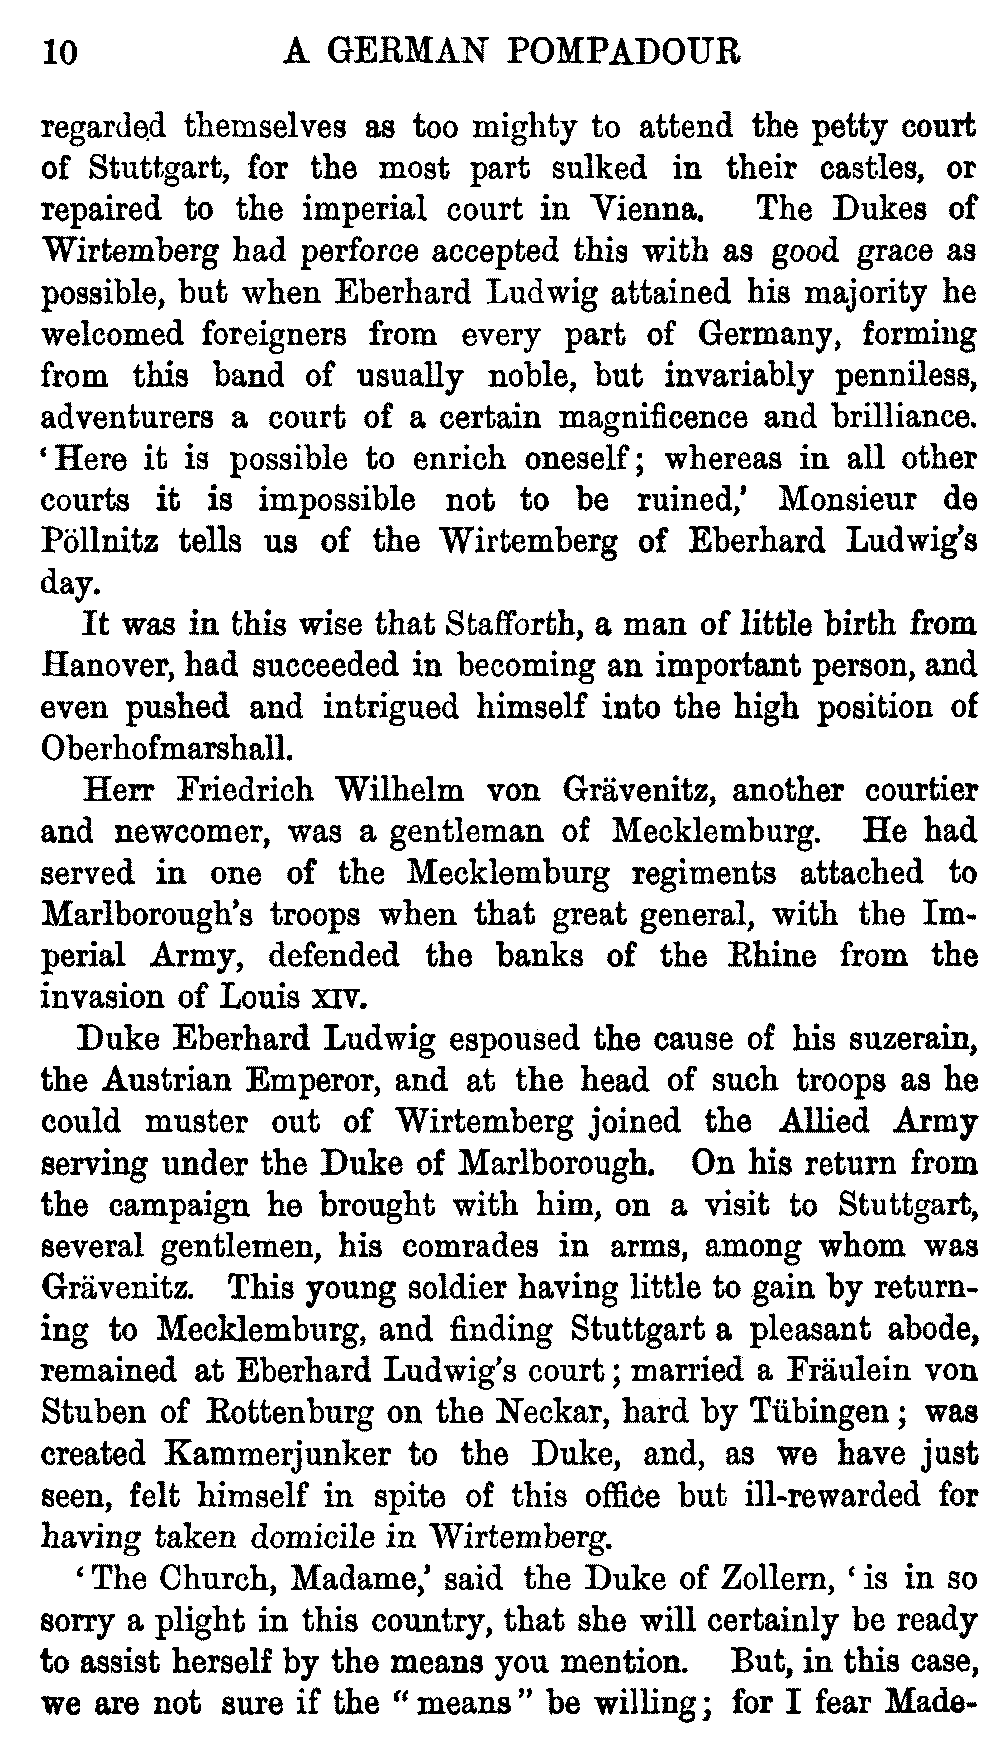 10 A GERMAN POMPADOUR
regarded themselves as too mighty to attend the petty court
of Stuttgart, for the most part sulked in their castles, or
repaired to the imperial court in Vienna. The Dukes of
Wirtemberg had perforce accepted this with as good grace as
possible, but when Eberhard Ludwig attained his majority he
welcomed foreigners from every part of Germany, forming
from this band of usually noble, but invariably penniless,
adventurers a court of a certain magnificence and brilliance.
‘Here it is possible to enrich oneself; whereas in all other
courts it is impossible not to be ruined,’ Monsieur de
Pöllnitz tells us of the Wirtemberg of Eberhard Ludwig’s
day.
It was in this wise that Stafforth, a man of little birth from
Hanover, had succeeded in becoming an important person, and
even pushed and intrigued himself into the high position of
Oberhofmarshall.
Herr Friedrich Wilhelm von Grävenitz, another courtier
and newcomer, was a gentleman of Mecklemburg. He had
served in one of the Mecklemburg regiments attached to
Marlborough’s troops when that great general, with the Im-
perial Army, defended the banks of the Rhine from the
invasion of Louis XIV.
Duke Eberhard Ludwig espoused the cause of his suzerain,
the Austrian Emperor, and at the head of such troops as he
could muster out of Wirtemberg joined the Allied Army
serving under the Duke of Marlborough. On his return from
the campaign he brought with him, on a visit to Stuttgart,
several gentlemen, his comrades in arms, among whom was
Grävenitz. This young soldier having little to gain by return-
ing to Mecklemburg, and finding Stuttgart a pleasant abode,
remained at Eberhard Ludwig’s court; married a Fräulein von
Stuben of Rottenburg on the Neckar, hard by Tübingen; was
created Kammerjunker to the Duke, and, as we have just
seen, felt himself in spite of this office but ill-rewarded for
having taken domicile in Wirtemberg.
‘The Church, Madame,’ said the Duke of Zollern, ‘is in so
sorry a plight in this country, that she will certainly be ready
to assist herself by the means you mention. But, in this case,
we are not sure if the “means” be willing; for I fear Made-